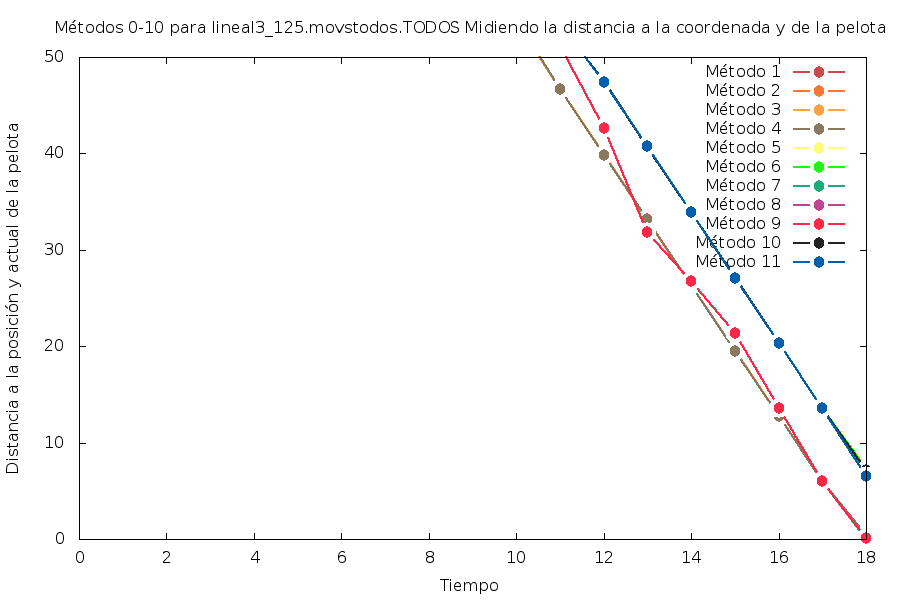 Métodos 0-10 para lineal3_125.movstodos.TODOS Midiendo la distancia a la coordenada y de la pelota
50
40
30
20
10
0
Distancia a la posición y actual de la pelota
Método 1
Método 2
Método 3
Método 4
Método 5
Método 6
Método 7
Método 8
Método 9
Método 10
Método 11
0 2 4 6 8 10 12 14 16 18
Tiempo